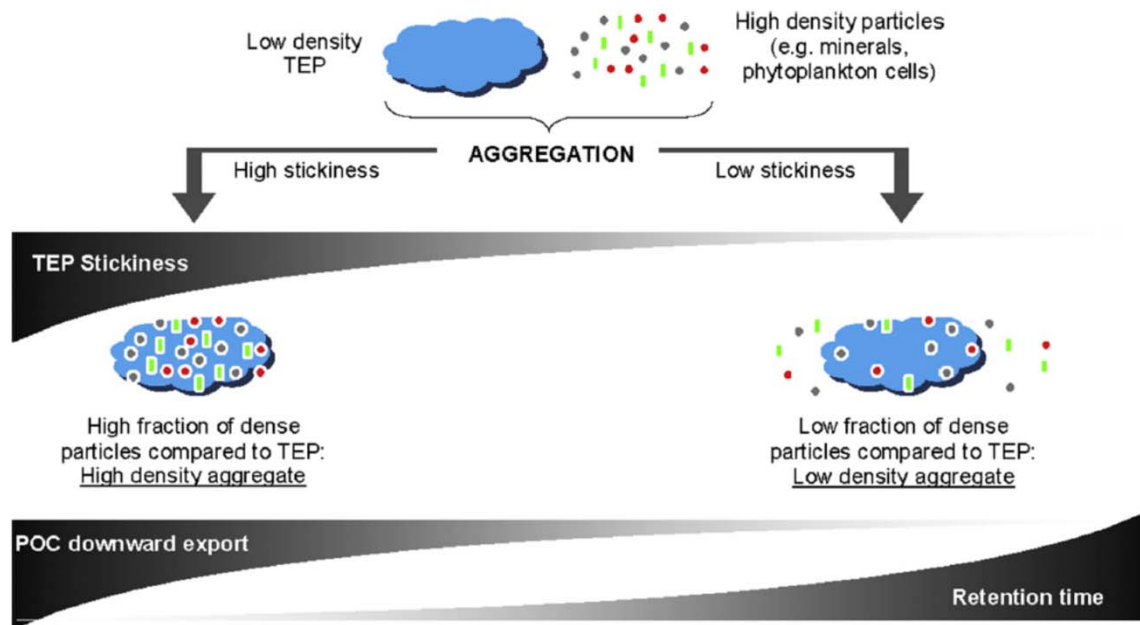 Low density
TEP
High density particles
(e.g. minerals,
phytoplankton cells)
AGGREGATION
High stickiness
Low stickiness
TEP Stickiness
High fraction of dense
particles compared to TEP:
High density aggregate
Low fraction of dense
particles compared to TEP:
Low density aggregate
POC downward export
Retention time